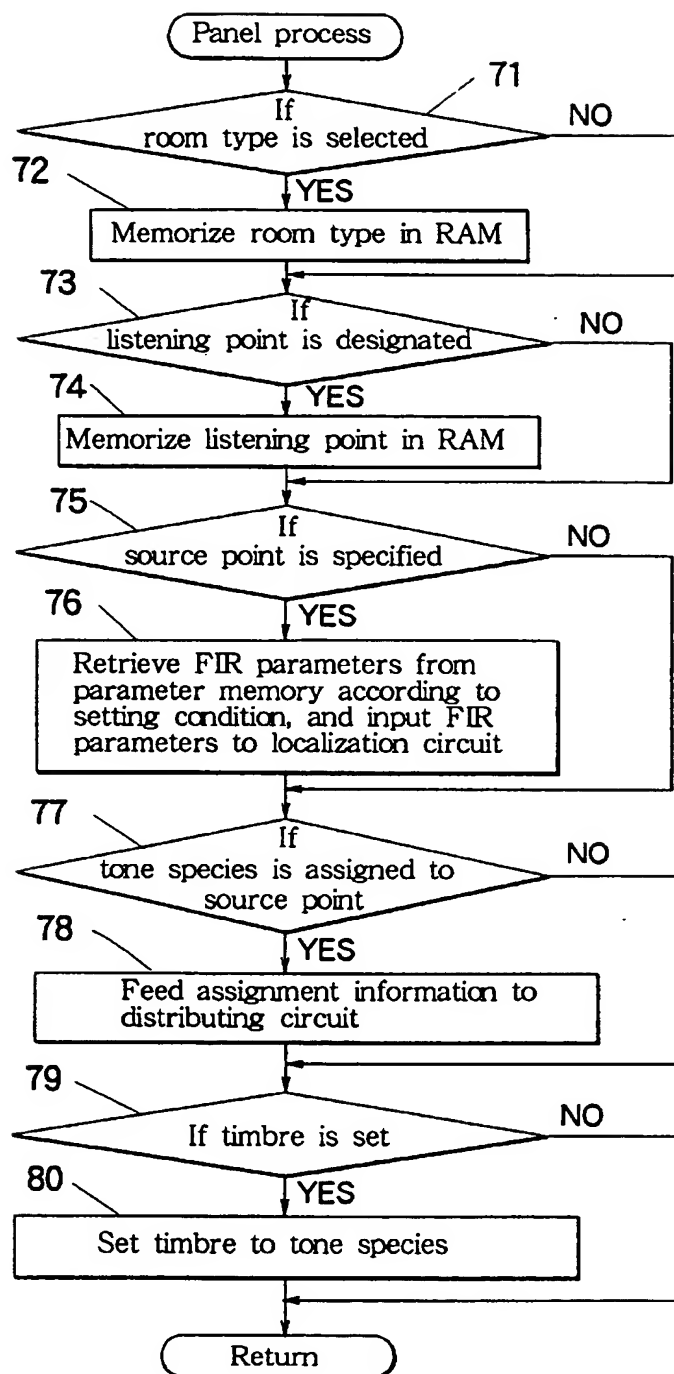 Panel process
71
If
room type is selected
NO
72
YES
Memorize room type in RAM
73
If
listening point is designated
NO
74
YES
Memorize listening point in RAM
75
If
source point is specified
NO
76
YES
Retrieve FIR parameters from
parameter memory according to
setting condition, and input FIR
parameters to localization circuit
77
If
tone species is assigned to
source point
NO
78
YES
Feed assignment information to
distributing circuit
79
If timbre is set
NO
80
YES
Set timbre to tone species
Return